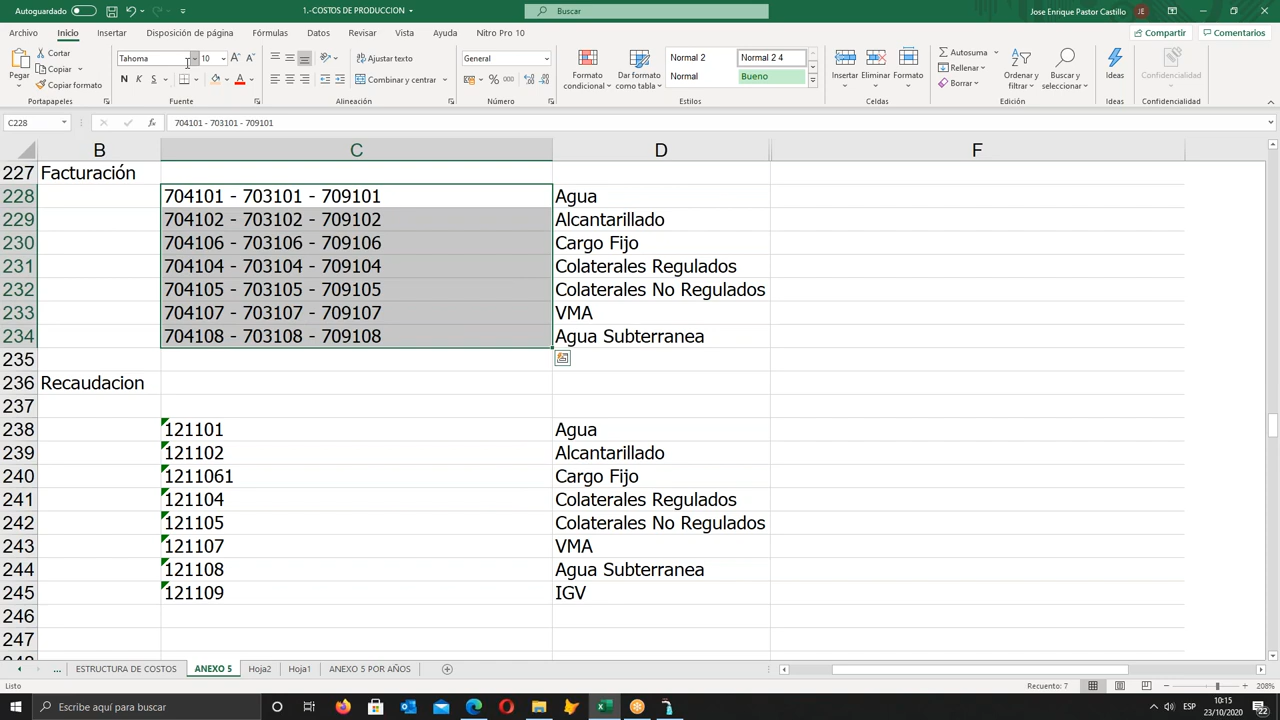 Autoguardado
1.-COSTOS DE PRODUCCION
Buscar
Jose Enrique Pastor Castillo
JE
Archivo Inicio Insertar Disposición de página Fórmulas Datos Revisar Vista Ayuda Nitro Pro 10
Compartir Comentarios
Pegar
Cortar
Copiar
Copiar formato
Portapapeles
Tahoma 10
N K S
Fuente
Ajustar texto
Combinar y centrar
Alineación
General
% 000
Número
Formato condicional
Dar formato como tabla
Normal 2 Normal 2 4
Normal Bueno
Estilos
Insertar Eliminar Formato
Celdas
Autosuma
Rellenar
Borrar
Ordenar y filtrar
Buscar y seleccionar
Edición
Ideas
Ideas
Confidencialidad
Confidencialidad
C228
fx
704101 - 703101 - 709101
B C D F
227 Facturación
228 704101 - 703101 - 709101 Agua
229 704102 - 703102 - 709102 Alcantarillado
230 704106 - 703106 - 709106 Cargo Fijo
231 704104 - 703104 - 709104 Colaterales Regulados
232 704105 - 703105 - 709105 Colaterales No Regulados
233 704107 - 703107 - 709107 VMA
234 704108 - 703108 - 709108 Agua Subterranea
235
236 Recaudacion
237
238 121101 Agua
239 121102 Alcantarillado
240 1211061 Cargo Fijo
241 121104 Colaterales Regulados
242 121105 Colaterales No Regulados
243 121107 VMA
244 121108 Agua Subterranea
245 121109 IGV
246
247
... ESTRUCTURA DE COSTOS ANEXO 5 Hoja2 Hoja1 ANEXO 5 POR AÑOS
Listo
Recuento: 7
208%
Escribe aquí para buscar
ESP
10:15
23/10/2020
22